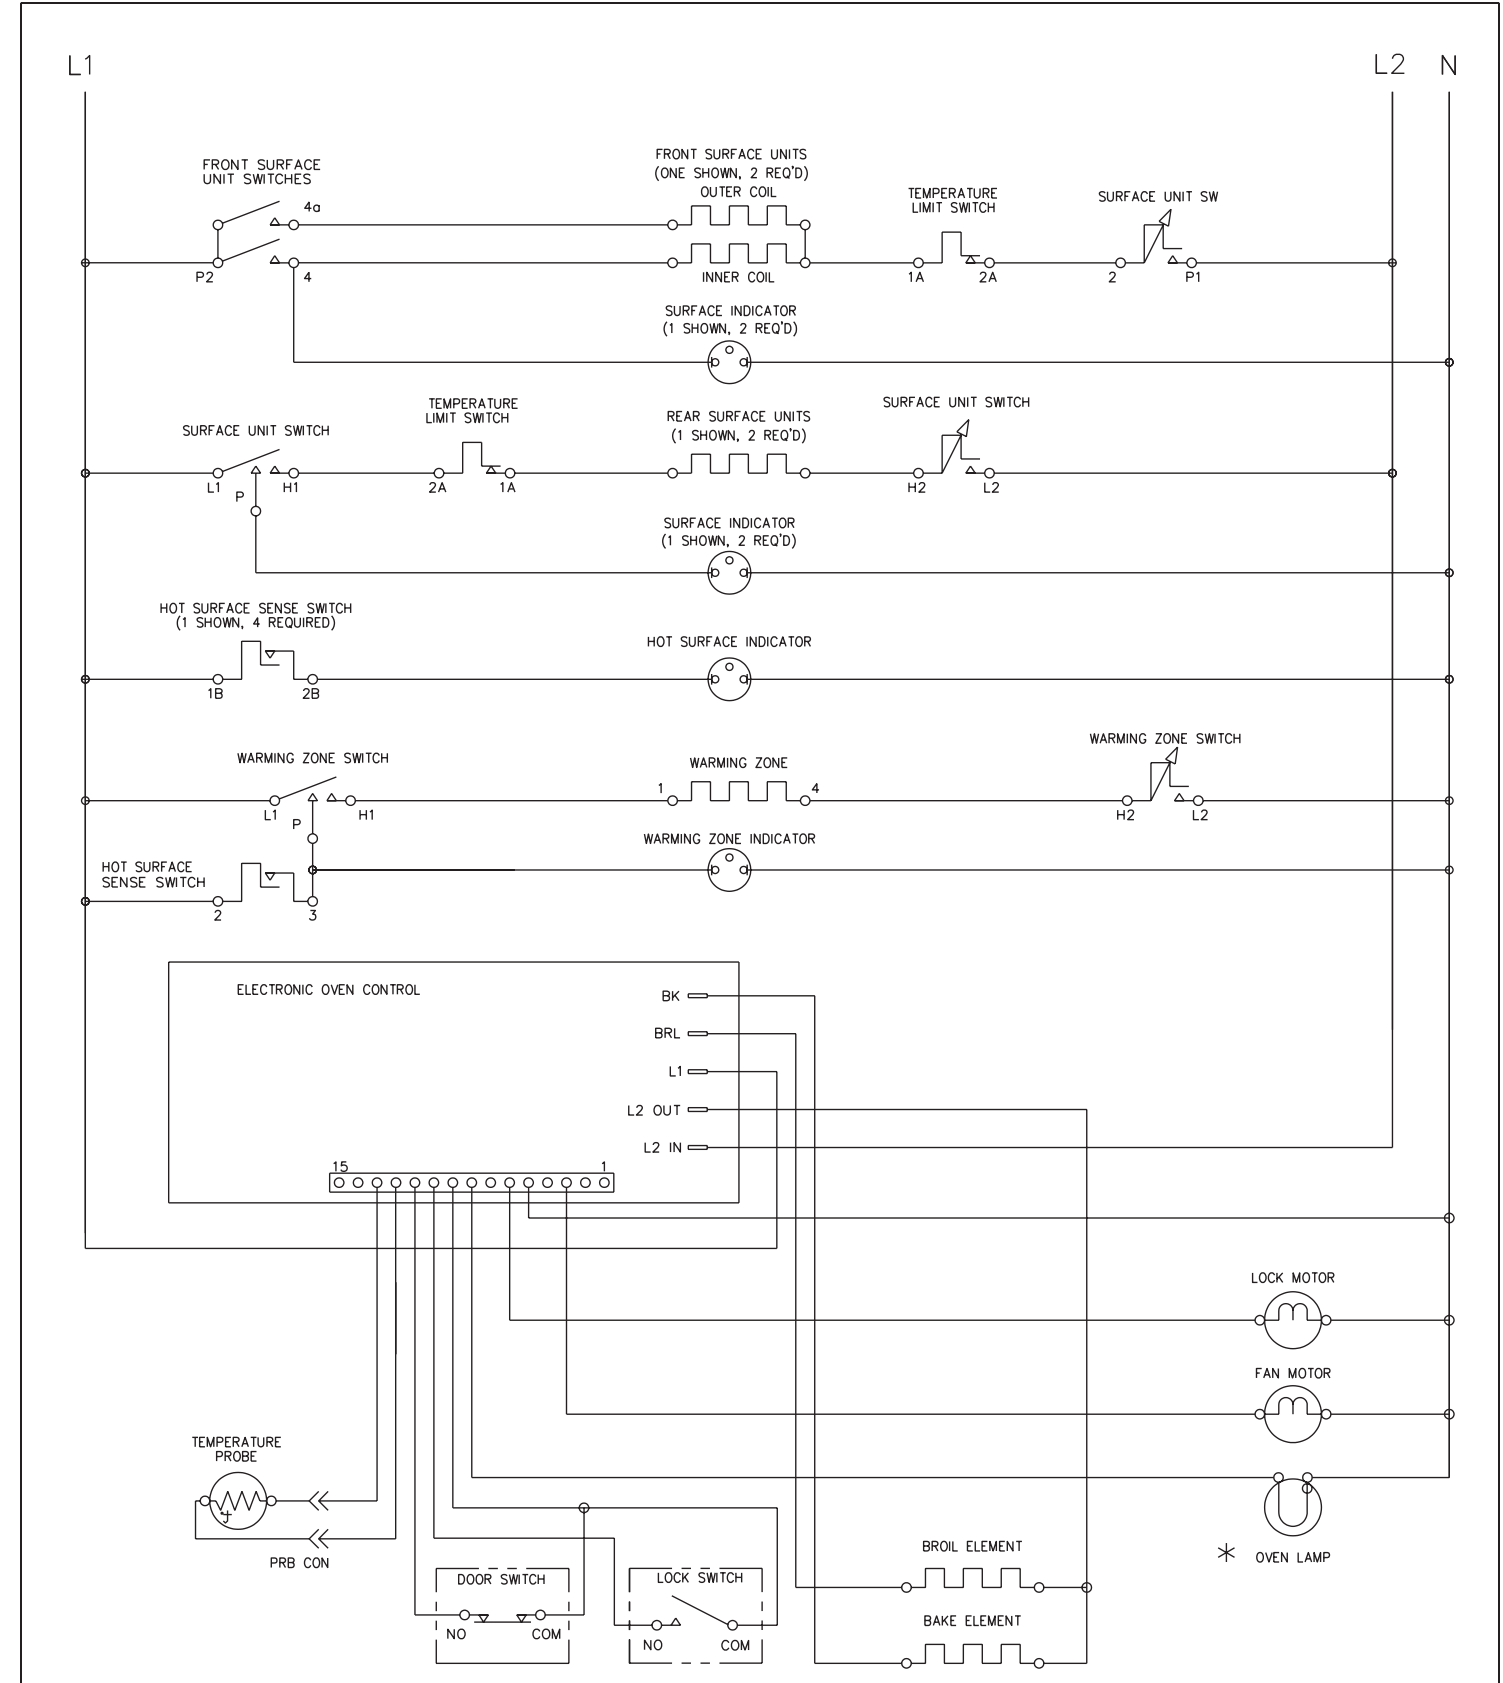 L1
L2 N
FRONT SURFACE
UNIT SWITCHES
4a
P2
4
FRONT SURFACE UNITS
(ONE SHOWN, 2 REQ'D)
OUTER COIL
INNER COIL
TEMPERATURE
LIMIT SWITCH
1A
2A
SURFACE UNIT SW
2
P1
SURFACE INDICATOR
(1 SHOWN, 2 REQ'D)
SURFACE UNIT SWITCH
L1
P
H1
TEMPERATURE
LIMIT SWITCH
2A
1A
REAR SURFACE UNITS
(1 SHOWN, 2 REQ'D)
SURFACE UNIT SWITCH
H2
L2
SURFACE INDICATOR
(1 SHOWN, 2 REQ'D)
HOT SURFACE SENSE SWITCH
(1 SHOWN, 4 REQUIRED)
1B
2B
HOT SURFACE INDICATOR
WARMING ZONE SWITCH
L1
P
H1
WARMING ZONE
1
4
WARMING ZONE SWITCH
H2
L2
WARMING ZONE INDICATOR
HOT SURFACE
SENSE SWITCH
2
3
ELECTRONIC OVEN CONTROL
BK
BRL
L1
L2 OUT
L2 IN
15
1
LOCK MOTOR
FAN MOTOR
TEMPERATURE
PROBE
t
PRB CON
DOOR SWITCH
NO
COM
LOCK SWITCH
NO
COM
BROIL ELEMENT
BAKE ELEMENT
* OVEN LAMP